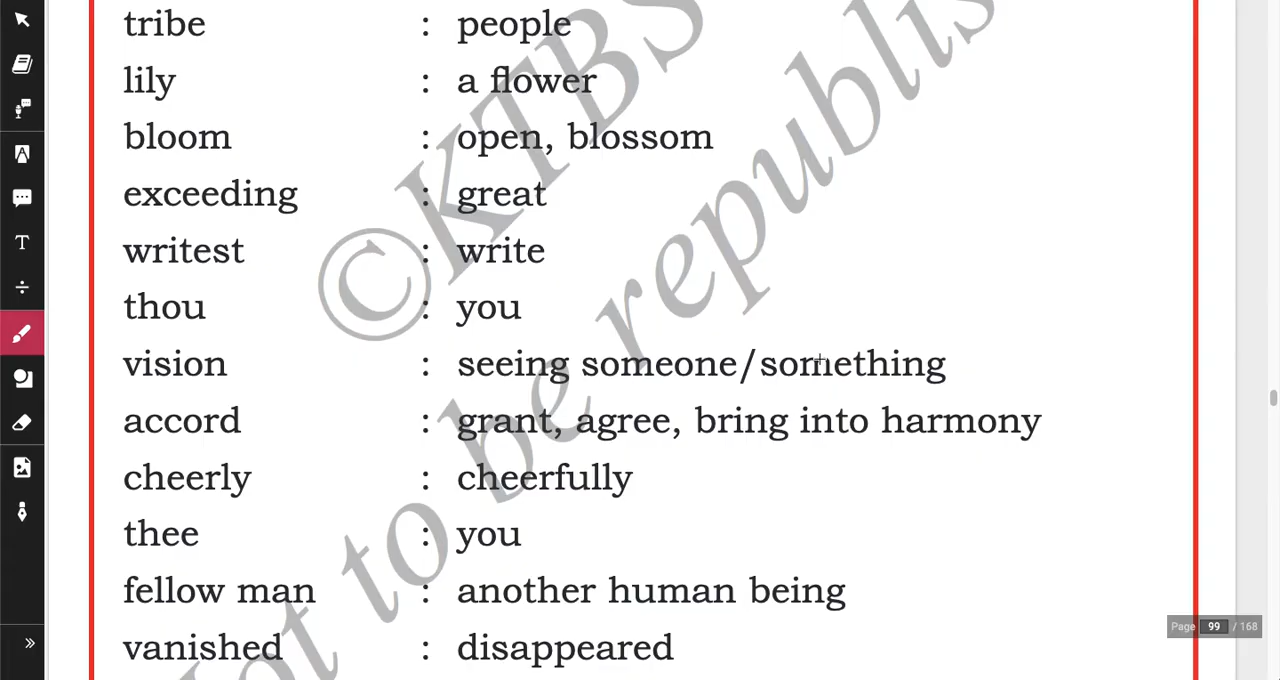 tribe : people
lily : a flower
bloom : open, blossom
exceeding : great
writest : write
thou : you
vision : seeing someone/something
accord : grant, agree, bring into harmony
cheerly : cheerfully
thee : you
fellow man : another human being
vanished : disappeared
©KTBS
Not to be republis
Page 99 / 168